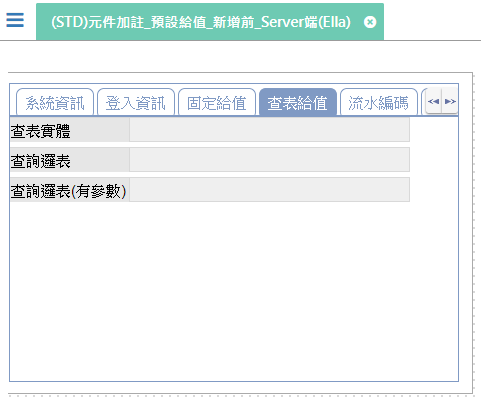 (STD)元件加註_預設給值_新增前_Server端(Ella)
系統資訊 登入資訊 固定給值 查表給值 流水編碼
查表實體
查詢邏表
查詢邏表(有參數)